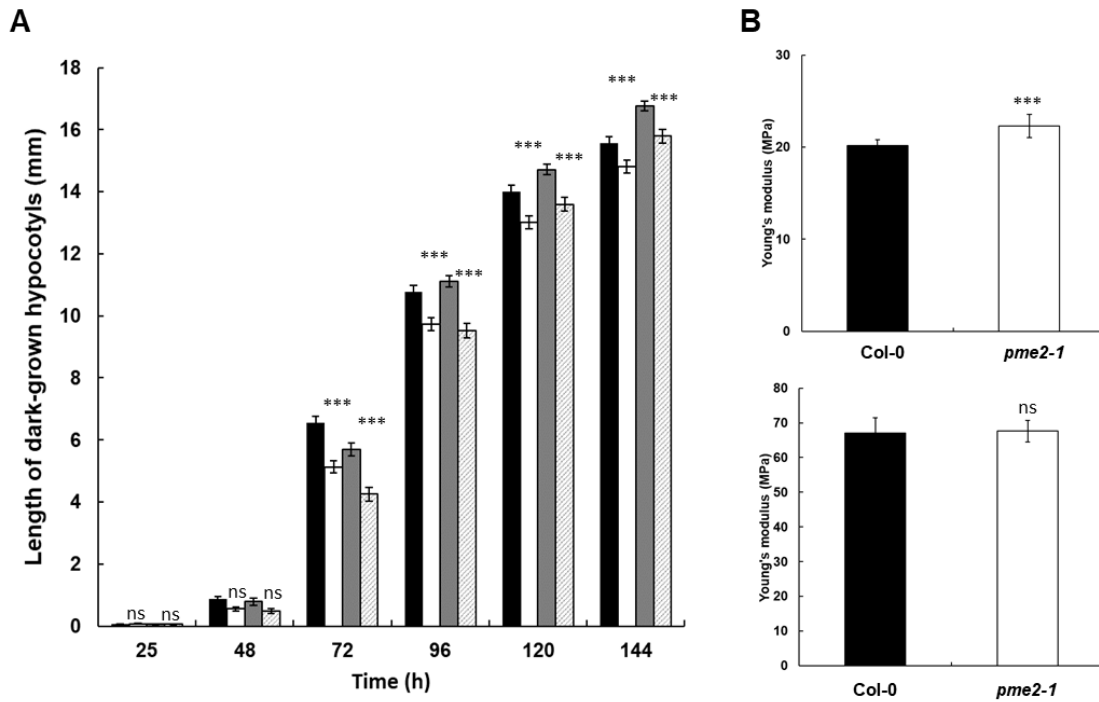 A
Length of dark-grown hypocotyls (mm)
18
16
14
12
10
8
6
4
2
0
ns ns
ns ns
*** ***
*** ***
*** ***
*** ***
25 48 72 96 120 144
Time (h)
B
Young's modulus (MPa)
30
20
10
0
***
Col-0 pme2-1
Young's modulus (MPa)
80
70
60
50
40
30
20
10
0
ns
Col-0 pme2-1